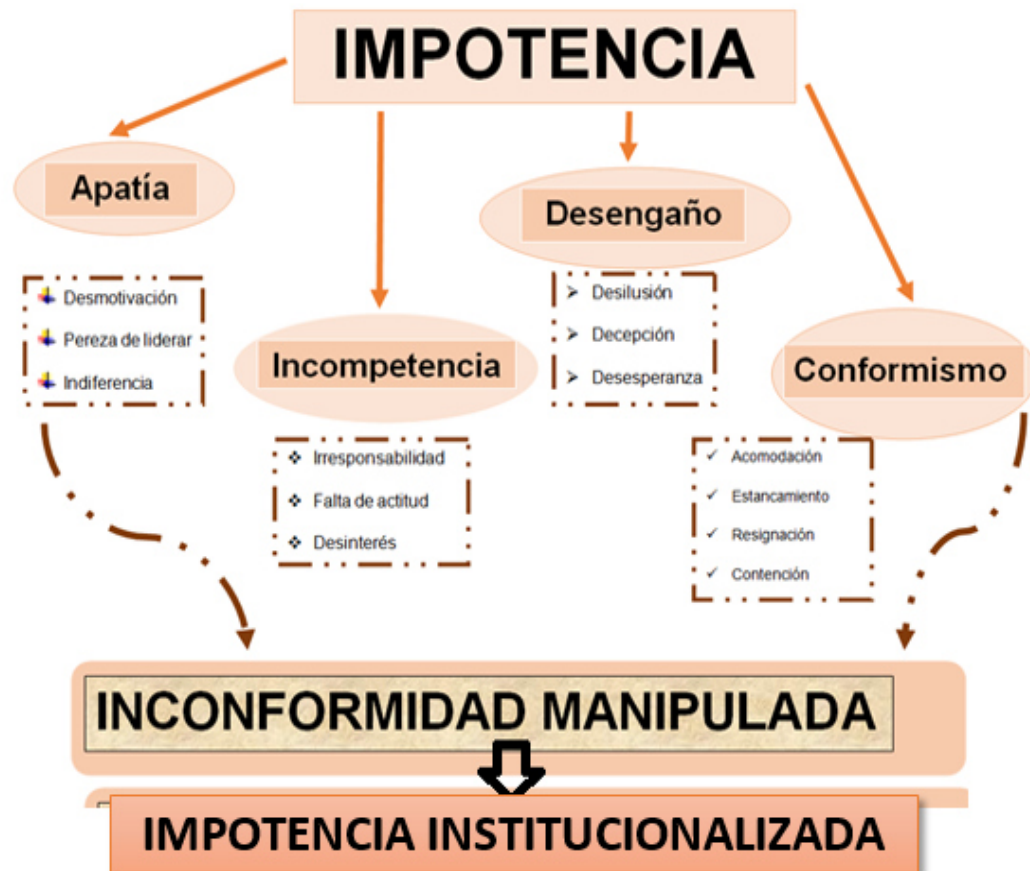 IMPOTENCIA
Apatía
Desmotivación
Pereza de liderar
Indiferencia
Incompetencia
Irresponsabilidad
Falta de actitud
Desinterés
Desengaño
Desilusión
Decepción
Desesperanza
Conformismo
Acomodación
Estancamiento
Resignación
Contención
INCONFORMIDAD MANIPULADA
IMPOTENCIA INSTITUCIONALIZADA